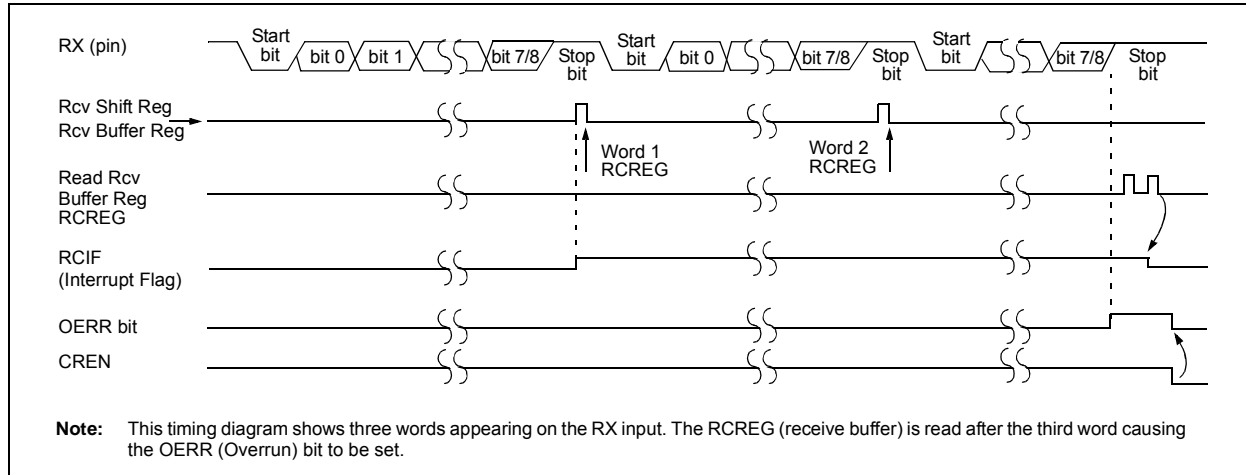 RX (pin)
Start bit
bit 0
bit 1
bit 7/8
Stop bit
Start bit
bit 0
bit 7/8
Stop bit
Start bit
bit 7/8
Stop bit
Rcv Shift Reg
Rcv Buffer Reg
Word 1
RCREG
Word 2
RCREG
Read Rcv
Buffer Reg
RCREG
RCIF
(Interrupt Flag)
OERR bit
CREN
Note: This timing diagram shows three words appearing on the RX input. The RCREG (receive buffer) is read after the third word causing
the OERR (Overrun) bit to be set.